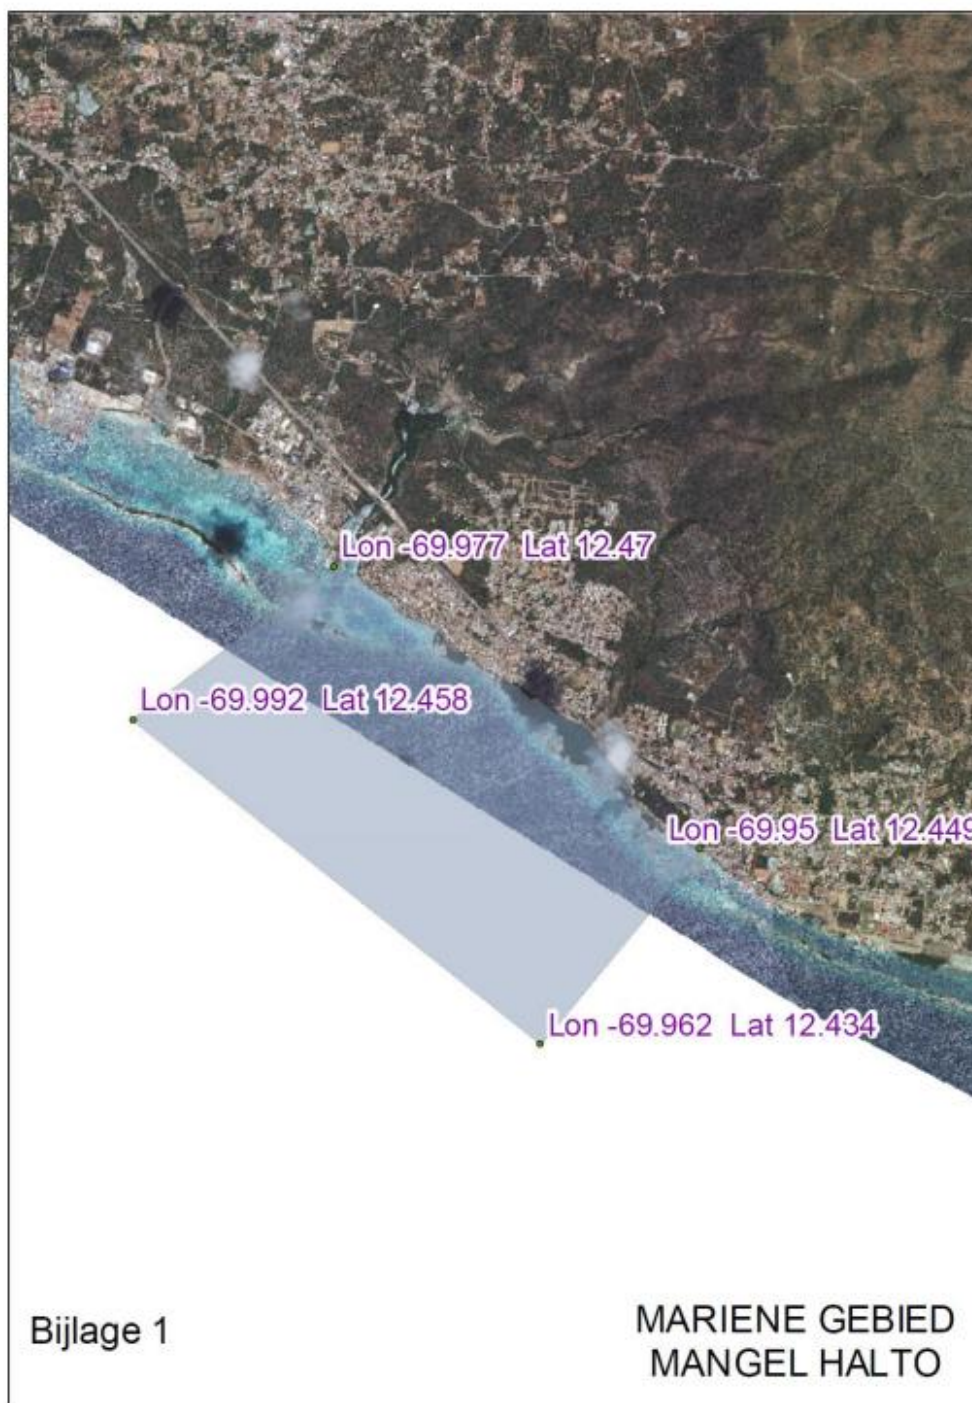 Lon -69.977 Lat 12.47
Lon -69.992 Lat 12.458
Lon -69.95 Lat 12.449
Lon -69.962 Lat 12.434
Bijlage 1
MARIENE GEBIED
MANGEL HALTO